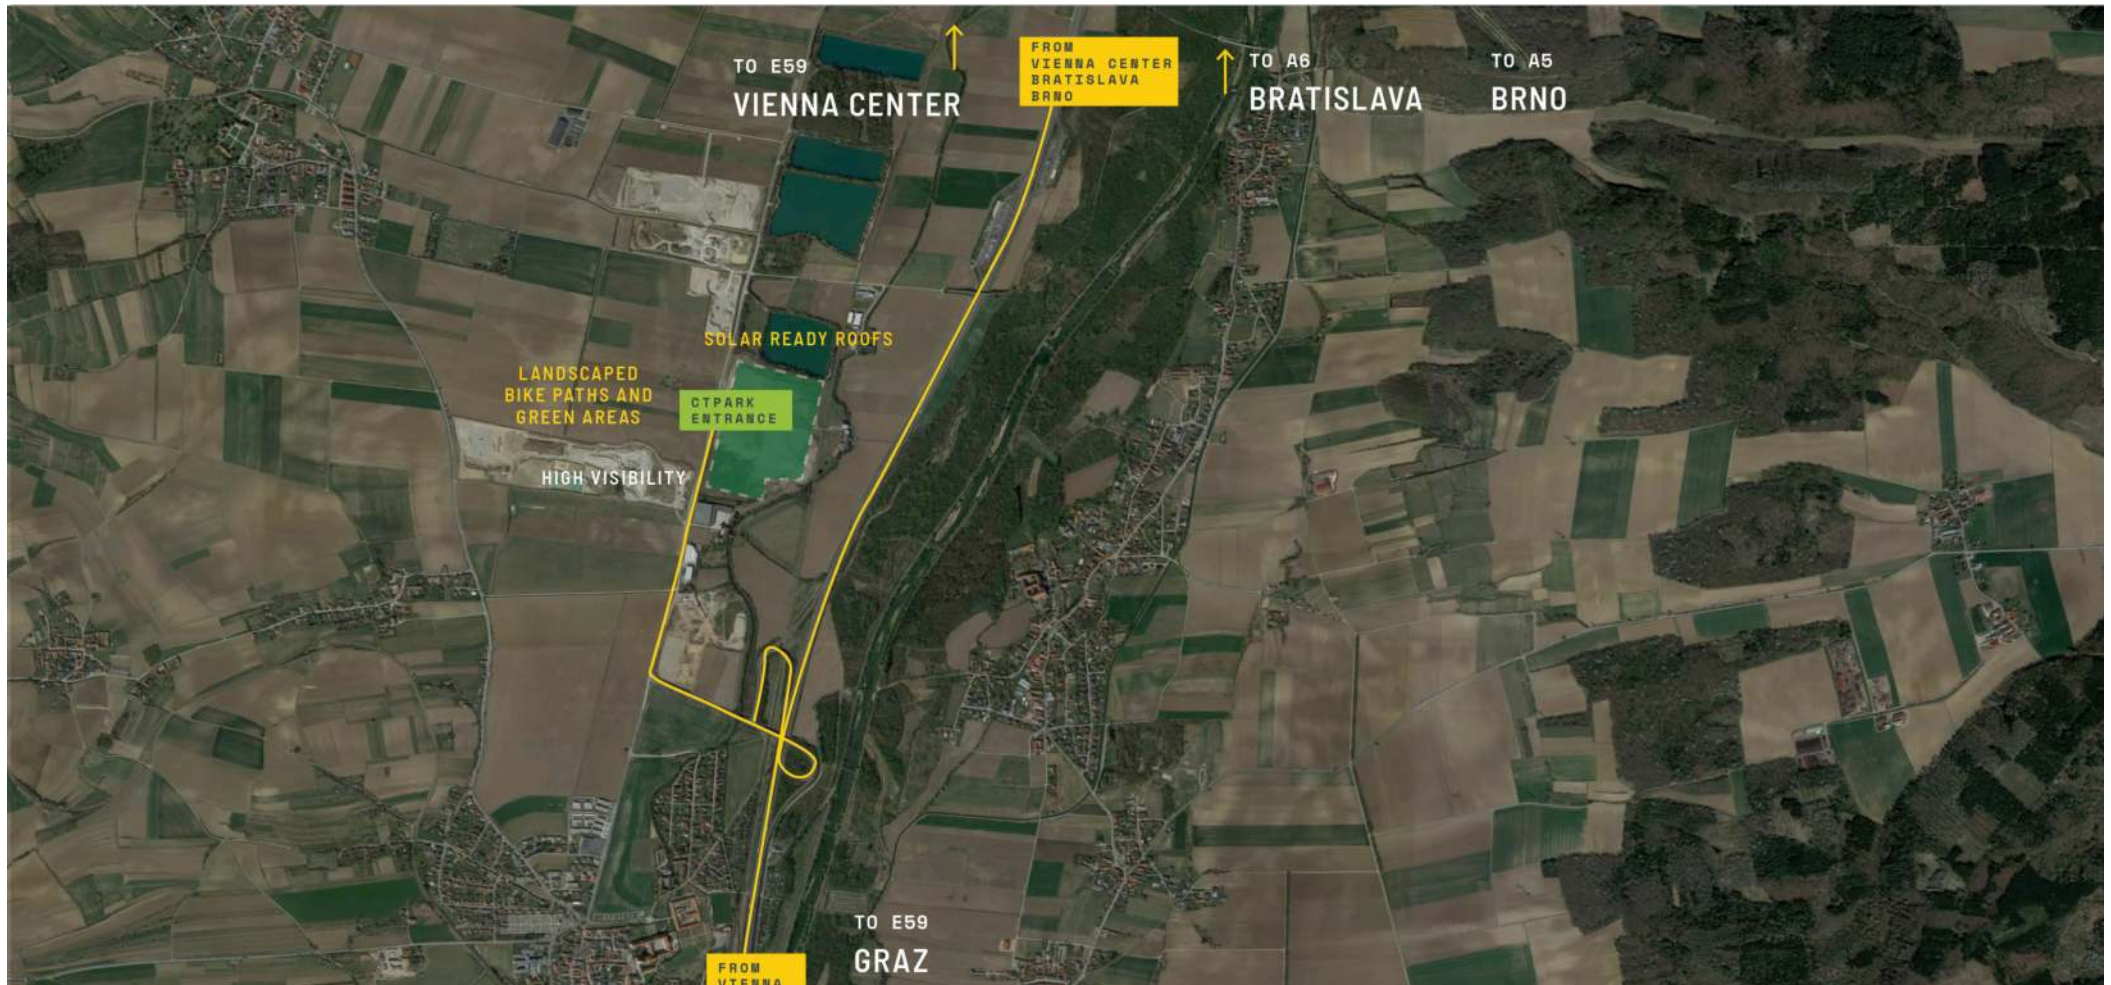 TO E59
VIENNA CENTER
FROM
VIENNA CENTER
BRATISLAVA
BRNO
TO A6
BRATISLAVA
TO A5
BRNO
SOLAR READY ROOFS
LANDSCAPED
BIKE PATHS AND
GREEN AREAS
CTPARK
ENTRANCE
HIGH VISIBILITY
TO E59
GRAZ
FROM
VIENNA